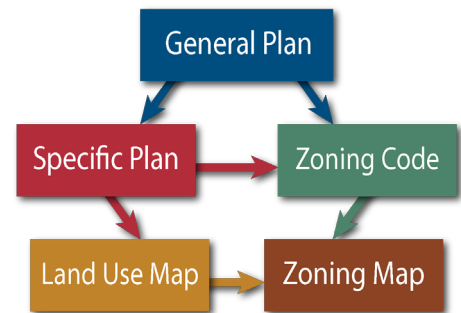 General Plan
Specific Plan
Zoning Code
Land Use Map
Zoning Map